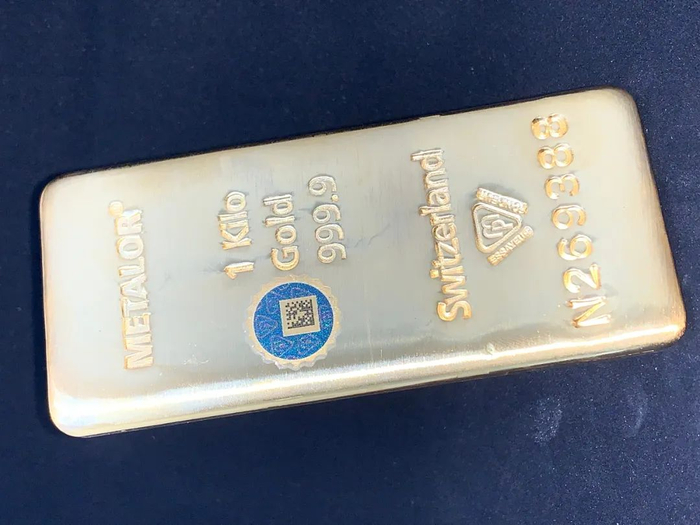 METALOR®
1 Kilo
Gold
999.9
Switzerland
N269388